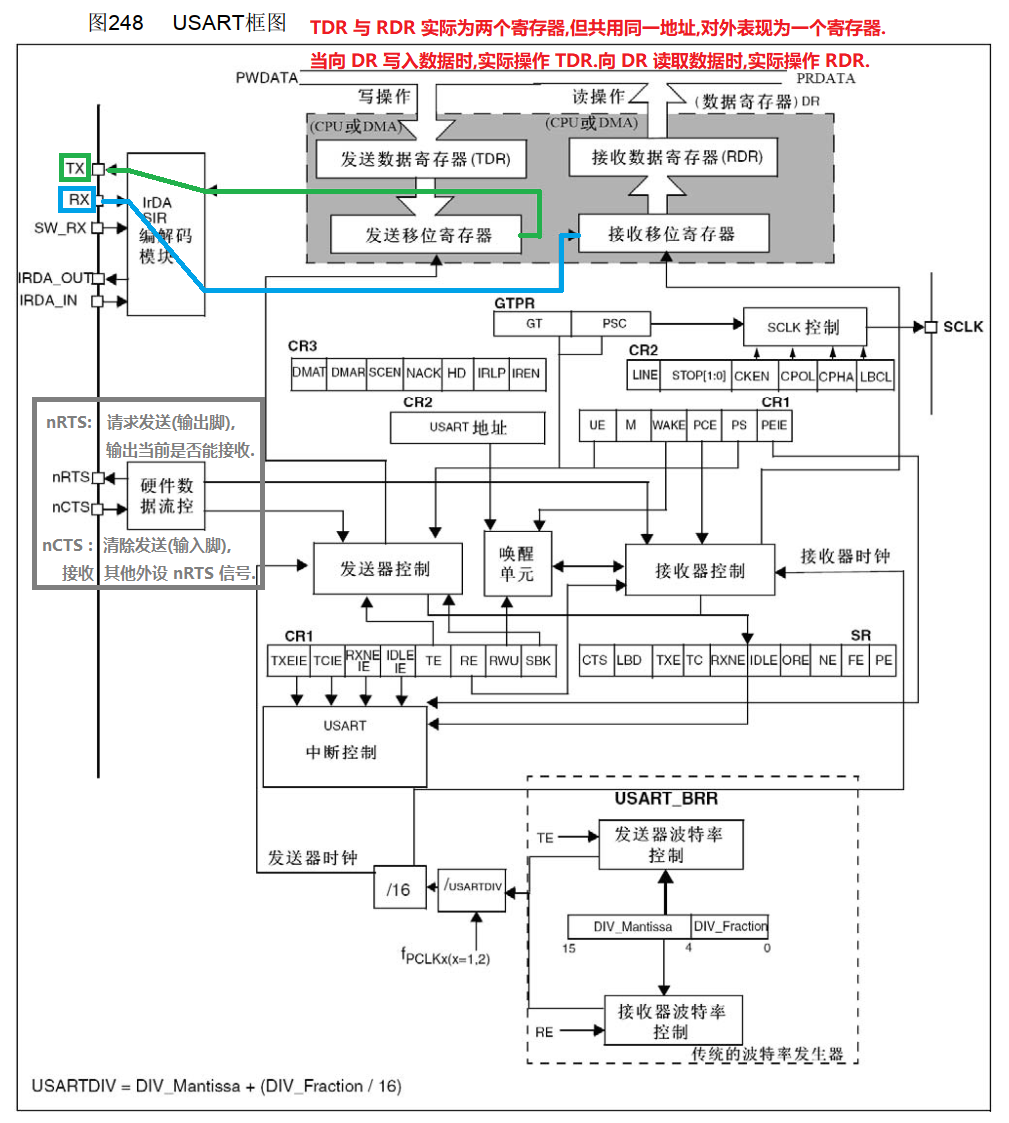 图248 USART框图
TDR 与 RDR 实际为两个寄存器,但共用同一地址,对外表现为一个寄存器.
当向 DR 写入数据时,实际操作 TDR.向 DR 读取数据时,实际操作 RDR.
PWDATA
PRDATA
写操作
读操作
(数据寄存器) DR
(CPU或DMA)
(CPU或DMA)
发送数据寄存器(TDR)
接收数据寄存器(RDR)
发送移位寄存器
接收移位寄存器
TX
RX
SW_RX
IRDA_OUT
IRDA_IN
IrDA
SIR
编解码
模块
GTPR
GT
PSC
SCLK 控制
SCLK
CR3
DMAT
DMAR
SCEN
NACK
HD
IRLP
IREN
CR2
LINE
STOP[1:0]
CKEN
CPOL
CPHA
LBCL
CR2
USART 地址
CR1
UE
M
WAKE
PCE
PS
PEIE
nRTS: 请求发送(输出脚),
输出当前是否能接收.
nRTS
nCTS
硬件数
据流控
nCTS : 清除发送(输入脚),
接收 其他外设 nRTS 信号.
发送器控制
唤醒
单元
接收器控制
接收器时钟
CR1
TXEIE
TCIE
RXNE
IE
IDLE
IE
TE
RE
RWU
SBK
SR
CTS
LBD
TXE
TC
RXNE
IDLE
ORE
NE
FE
PE
USART
中断控制
USART_BRR
TE
发送器波特率
控制
发送器时钟
/16
/USARTDIV
fPCLKx(x=1,2)
DIV_Mantissa
DIV_Fraction
15
4
0
RE
接收器波特率
控制
传统的波特率发生器
USARTDIV = DIV_Mantissa + (DIV_Fraction / 16)